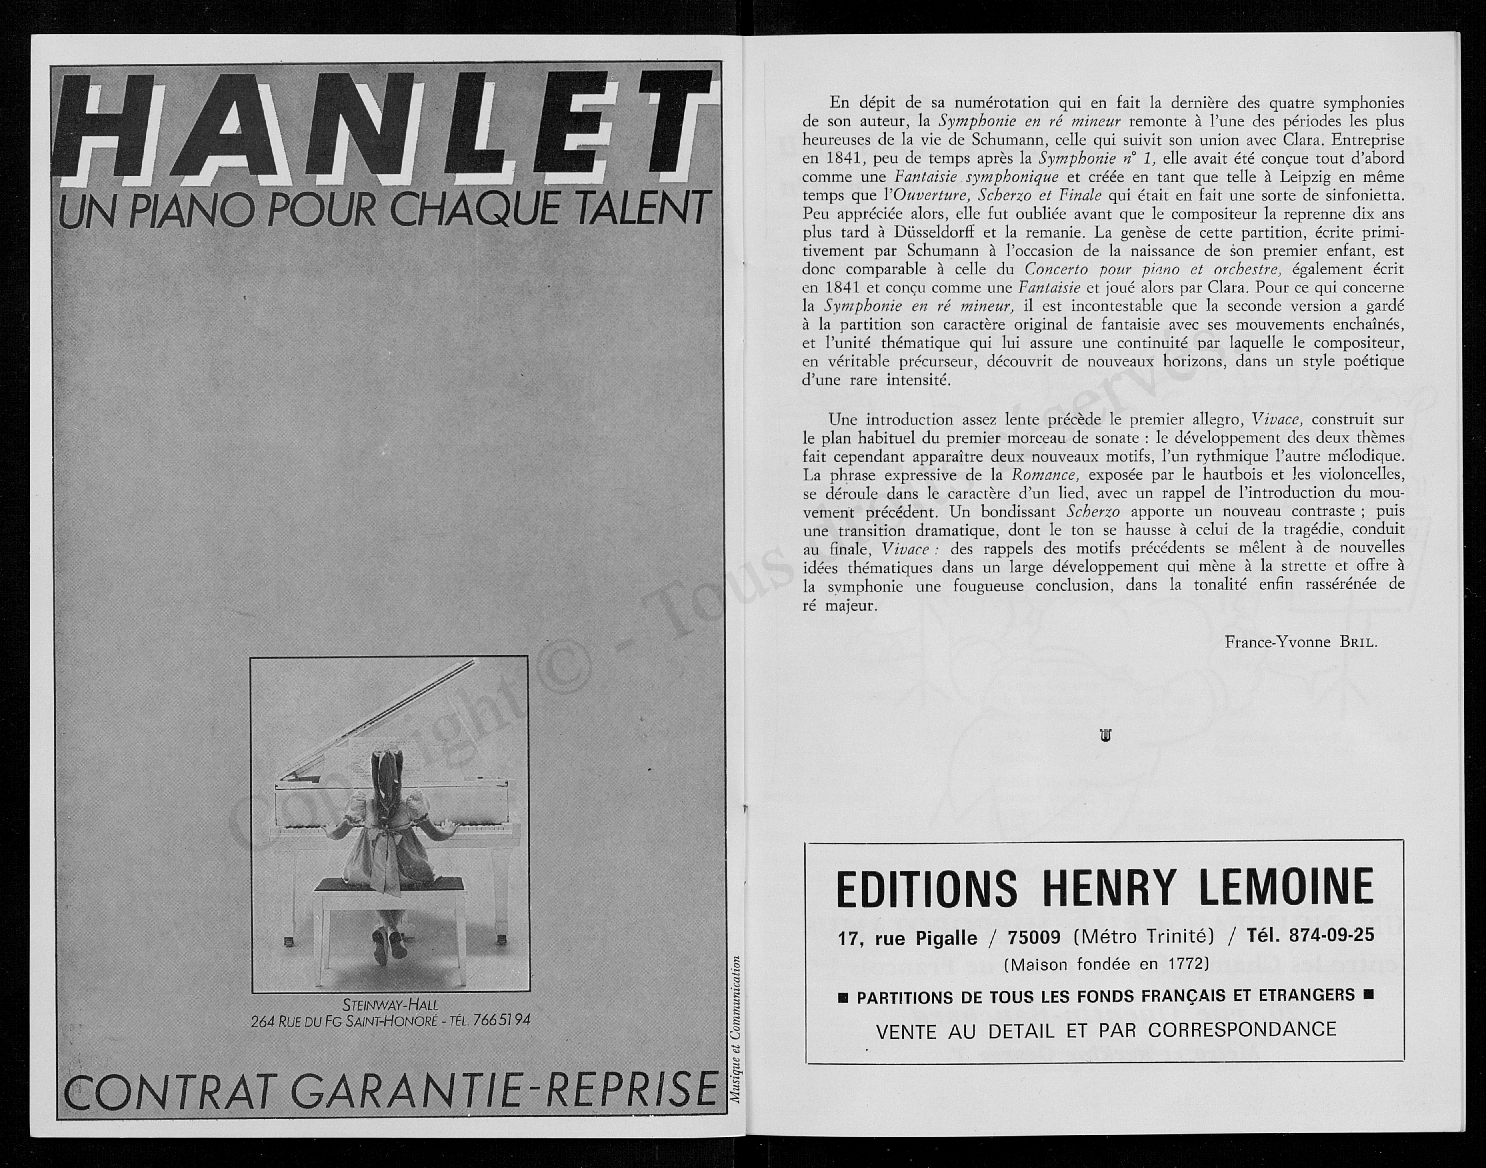 HANLET
UN PIANO POUR CHAQUE TALENT
STEINWAY-HALL
264 RUE DU FG SAINT-HONORÉ - TÉL. 766 51 94
CONTRAT GARANTIE-REPRISE
Musique et Communication
En dépit de sa numérotation qui en fait la dernière des quatre symphonies
de son auteur, la Symphonie en ré mineur remonte à l'une des périodes les plus
heureuses de la vie de Schumann, celle qui suivit son union avec Clara. Entreprise
en 1841, peu de temps après la Symphonie n° 1, elle avait été conçue tout d'abord
comme une Fantaisie symphonique et créée en tant que telle à Leipzig en même
temps que l'Ouverture, Scherzo et Finale qui était en fait une sorte de sinfonietta.
Peu appréciée alors, elle fut oubliée avant que le compositeur la reprenne dix ans
plus tard à Düsseldorff et la remanie. La genèse de cette partition, écrite primi-
tivement par Schumann à l'occasion de la naissance de son premier enfant, est
donc comparable à celle du Concerto pour piano et orchestre, également écrit
en 1841 et conçu comme une Fantaisie et joué alors par Clara. Pour ce qui concerne
la Symphonie en ré mineur, il est incontestable que la seconde version a gardé
à la partition son caractère original de fantaisie avec ses mouvements enchaînés,
et l'unité thématique qui lui assure une continuité par laquelle le compositeur,
en véritable précurseur, découvrit de nouveaux horizons, dans un style poétique
d'une rare intensité.
Une introduction assez lente précède le premier allegro, Vivace, construit sur
le plan habituel du premier morceau de sonate : le développement des deux thèmes
fait cependant apparaître deux nouveaux motifs, l'un rythmique l'autre mélodique.
La phrase expressive de la Romance, exposée par le hautbois et les violoncelles,
se déroule dans le caractère d'un lied, avec un rappel de l'introduction du mou-
vement précédent. Un bondissant Scherzo apporte un nouveau contraste ; puis
une transition dramatique, dont le ton se hausse à celui de la tragédie, conduit
au finale, Vivace : des rappels des motifs précédents se mêlent à de nouvelles
idées thématiques dans un large développement qui mène à la strette et offre à
la symphonie une fougueuse conclusion, dans la tonalité enfin rassérénée de
ré majeur.
France-Yvonne BRIL.
EDITIONS HENRY LEMOINE
17, rue Pigalle / 75009 (Métro Trinité) / Tél. 874-09-25
(Maison fondée en 1772)
■ PARTITIONS DE TOUS LES FONDS FRANÇAIS ET ETRANGERS ■
VENTE AU DETAIL ET PAR CORRESPONDANCE
Copyright © - Tous droits réservés